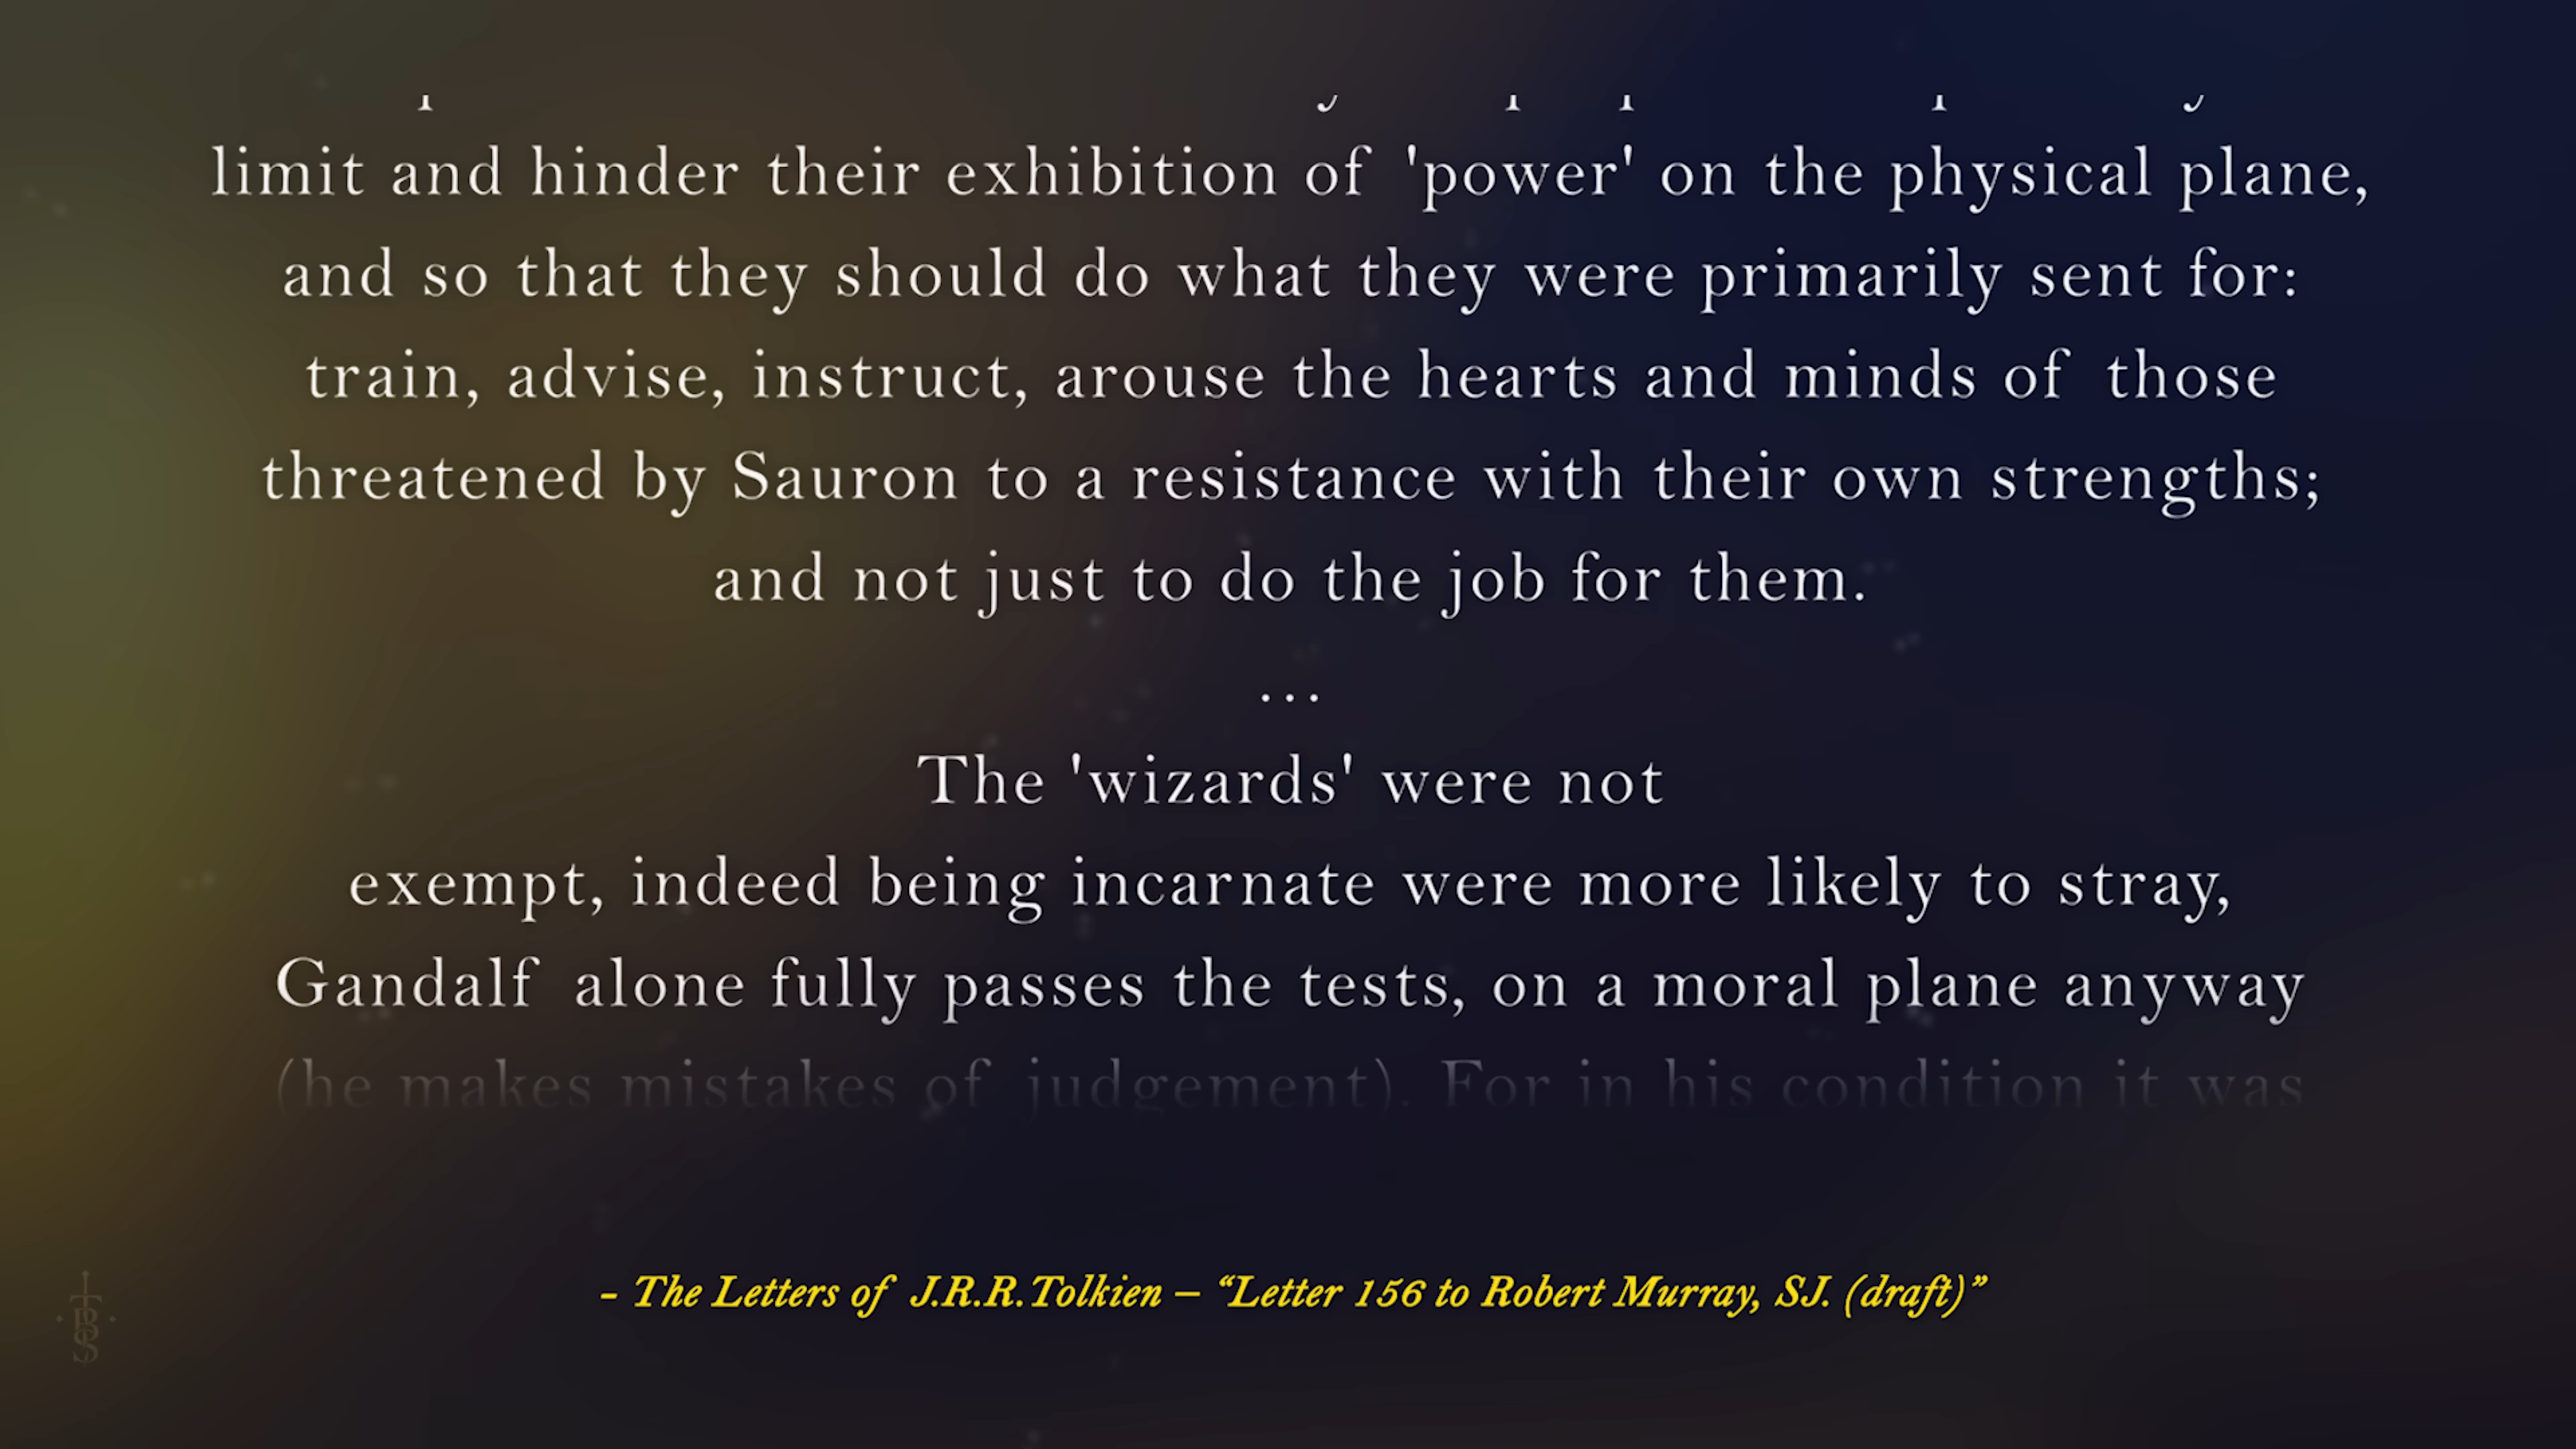 limit and hinder their exhibition of 'power' on the physical plane,
and so that they should do what they were primarily sent for:
train, advise, instruct, arouse the hearts and minds of those
threatened by Sauron to a resistance with their own strengths;
and not just to do the job for them.
...
The 'wizards' were not
exempt, indeed being incarnate were more likely to stray,
Gandalf alone fully passes the tests, on a moral plane anyway
(he makes mistakes of judgement). For in his condition it was
- The Letters of J.R.R.Tolkien – “Letter 156 to Robert Murray, SJ. (draft)”